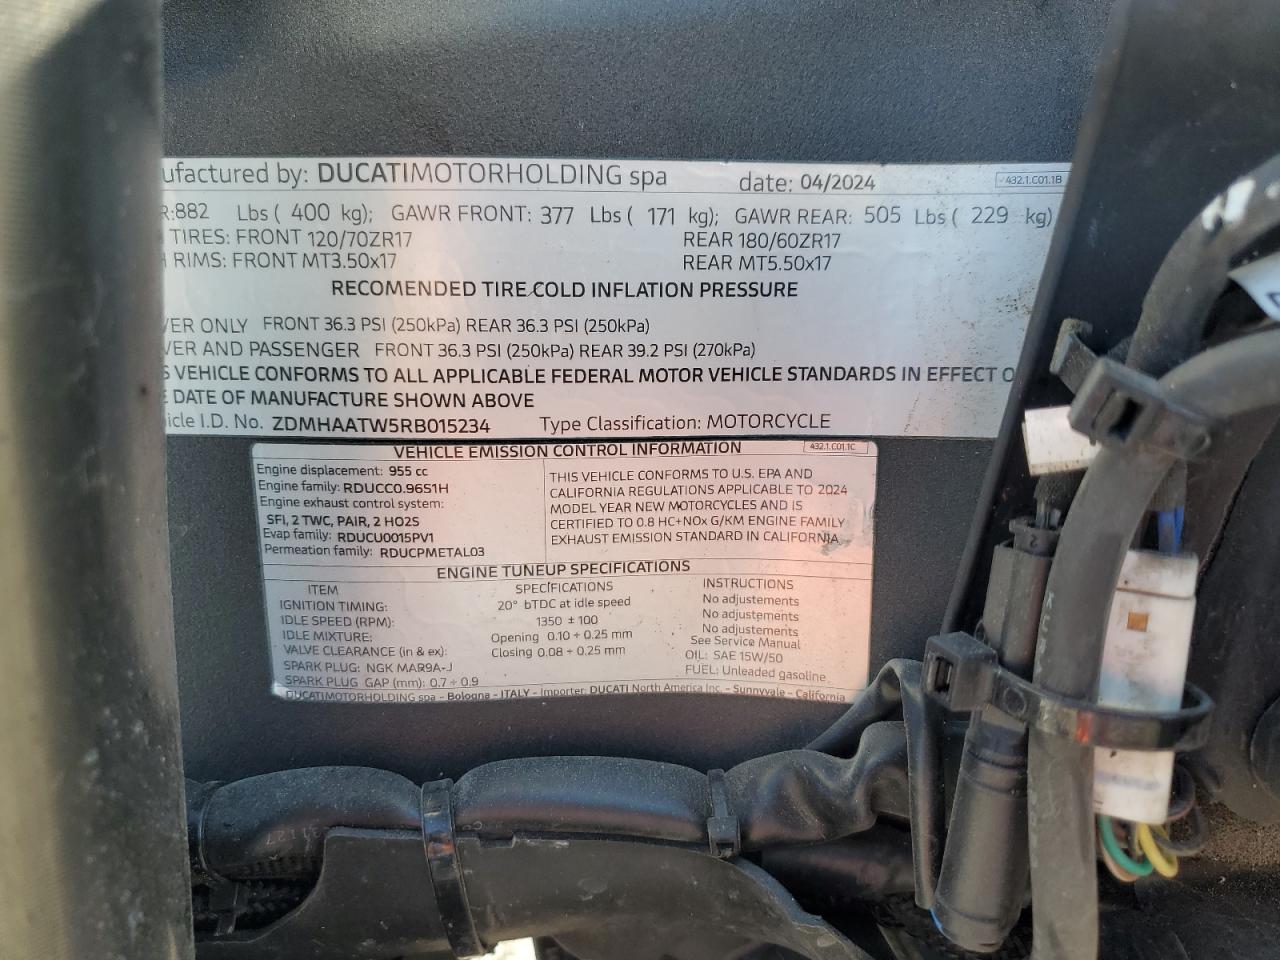 ufactured by: DUCATIMOTORHOLDING spa date: 04/2024 432.1.C01.1B
R:882 Lbs ( 400 kg); GAWR FRONT: 377 Lbs ( 171 kg); GAWR REAR: 505 Lbs ( 229 kg)
TIRES: FRONT 120/70ZR17 REAR 180/60ZR17
RIMS: FRONT MT3.50x17 REAR MT5.50x17
RECOMENDED TIRE COLD INFLATION PRESSURE
VER ONLY FRONT 36.3 PSI (250kPa) REAR 36.3 PSI (250kPa)
VER AND PASSENGER FRONT 36.3 PSI (250kPa) REAR 39.2 PSI (270kPa)
S VEHICLE CONFORMS TO ALL APPLICABLE FEDERAL MOTOR VEHICLE STANDARDS IN EFFECT O
E DATE OF MANUFACTURE SHOWN ABOVE
icle I.D. No. ZDMHAATW5RB015234 Type Classification: MOTORCYCLE
VEHICLE EMISSION CONTROL INFORMATION 432.1.C01.1C
Engine displacement: 955 cc
Engine family: RDUCC0.96S1H
Engine exhaust control system:
SFI, 2 TWC, PAIR, 2 HO2S
Evap family: RDUCU0015PV1
Permeation family: RDUCPMETAL03
THIS VEHICLE CONFORMS TO U.S. EPA AND
CALIFORNIA REGULATIONS APPLICABLE TO 2024
MODEL YEAR NEW MOTORCYCLES AND IS
CERTIFIED TO 0.8 HC+NOx G/KM ENGINE FAMILY
EXHAUST EMISSION STANDARD IN CALIFORNIA.
ENGINE TUNEUP SPECIFICATIONS
ITEM SPECIFICATIONS INSTRUCTIONS
IGNITION TIMING: 20° bTDC at idle speed No adjustements
IDLE SPEED (RPM): 1350 ± 100 No adjustements
IDLE MIXTURE: No adjustements
VALVE CLEARANCE (in & ex): Opening 0.10 ÷ 0.25 mm See Service Manual
Closing 0.08 ÷ 0.25 mm
SPARK PLUG: NGK MAR9A-J OIL: SAE 15W/50
SPARK PLUG GAP (mm): 0.7 ÷ 0.9 FUEL: Unleaded gasoline
DUCATIMOTORHOLDING spa - Bologna - ITALY - Importer: DUCATI North America Inc. - Sunnyvale - California